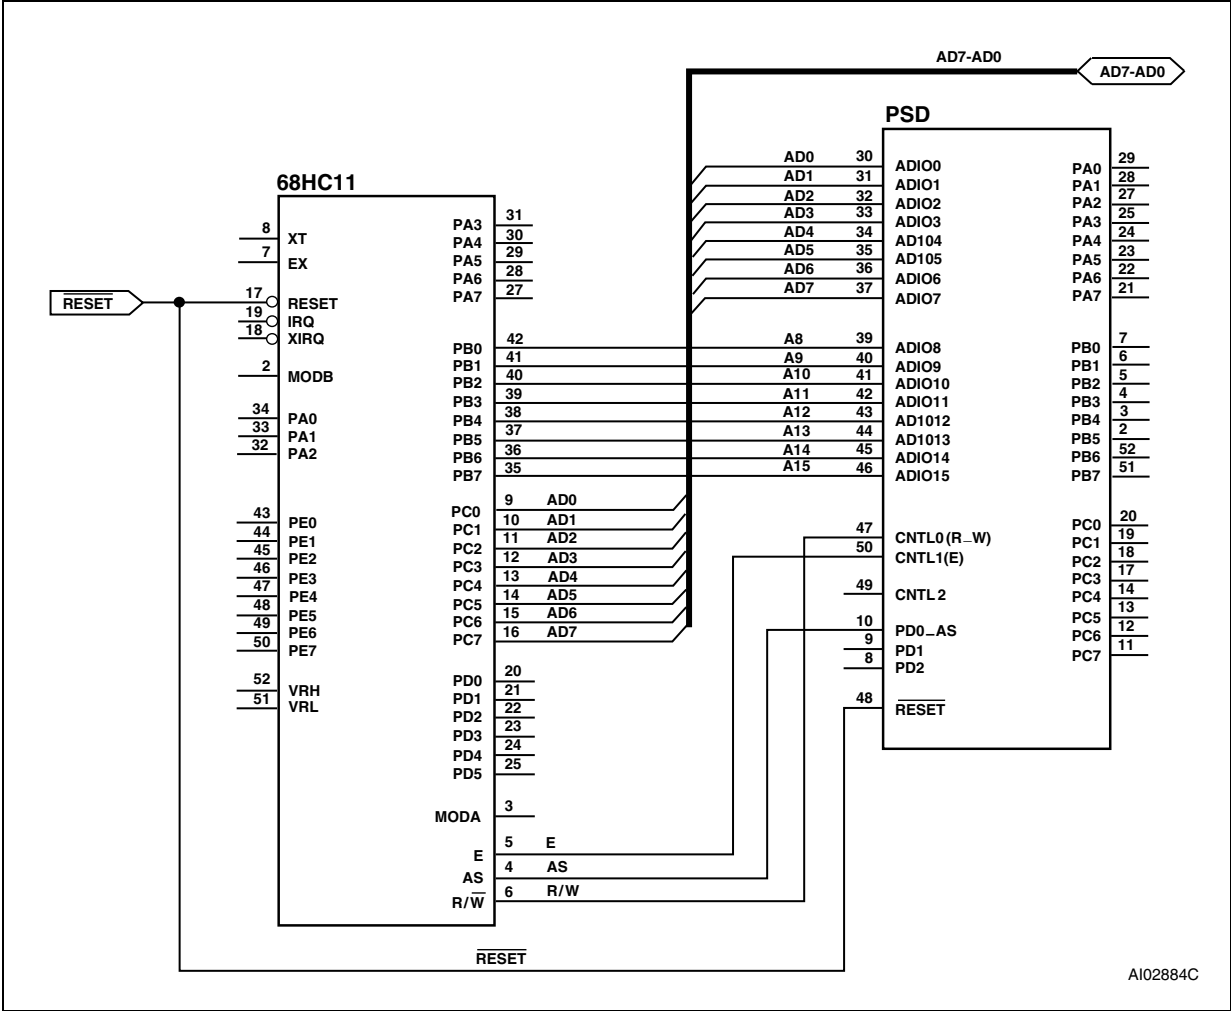 AD7-AD0
AD7-AD0
PSD
68HC11
RESET
8 XT
7 EX
17 RESET
19 IRQ
18 XIRQ
2 MODB
34 PA0
33 PA1
32 PA2
43 PE0
44 PE1
45 PE2
46 PE3
47 PE4
48 PE5
49 PE6
50 PE7
52 VRH
51 VRL
PA3 31
PA4 30
PA5 29
PA6 28
PA7 27
PB0 42
PB1 41
PB2 40
PB3 39
PB4 38
PB5 37
PB6 36
PB7 35
PC0 9 AD0
PC1 10 AD1
PC2 11 AD2
PC3 12 AD3
PC4 13 AD4
PC5 14 AD5
PC6 15 AD6
PC7 16 AD7
PD0 20
PD1 21
PD2 22
PD3 23
PD4 24
PD5 25
MODA 3
E 5 E
AS 4 AS
R/W 6 R/W
AD0 30 ADIO0
AD1 31 ADIO1
AD2 32 ADIO2
AD3 33 ADIO3
AD4 34 AD104
AD5 35 AD105
AD6 36 ADIO6
AD7 37 ADIO7
A8 39 ADIO8
A9 40 ADIO9
A10 41 ADIO10
A11 42 ADIO11
A12 43 AD1012
A13 44 AD1013
A14 45 ADIO14
A15 46 ADIO15
47 CNTL0(R_W)
50 CNTL1(E)
49 CNTL 2
10 PD0_AS
9 PD1
8 PD2
48 RESET
PA0 29
PA1 28
PA2 27
PA3 25
PA4 24
PA5 23
PA6 22
PA7 21
PB0 7
PB1 6
PB2 5
PB3 4
PB4 3
PB5 2
PB6 52
PB7 51
PC0 20
PC1 19
PC2 18
PC3 17
PC4 14
PC5 13
PC6 12
PC7 11
RESET
AI02884C